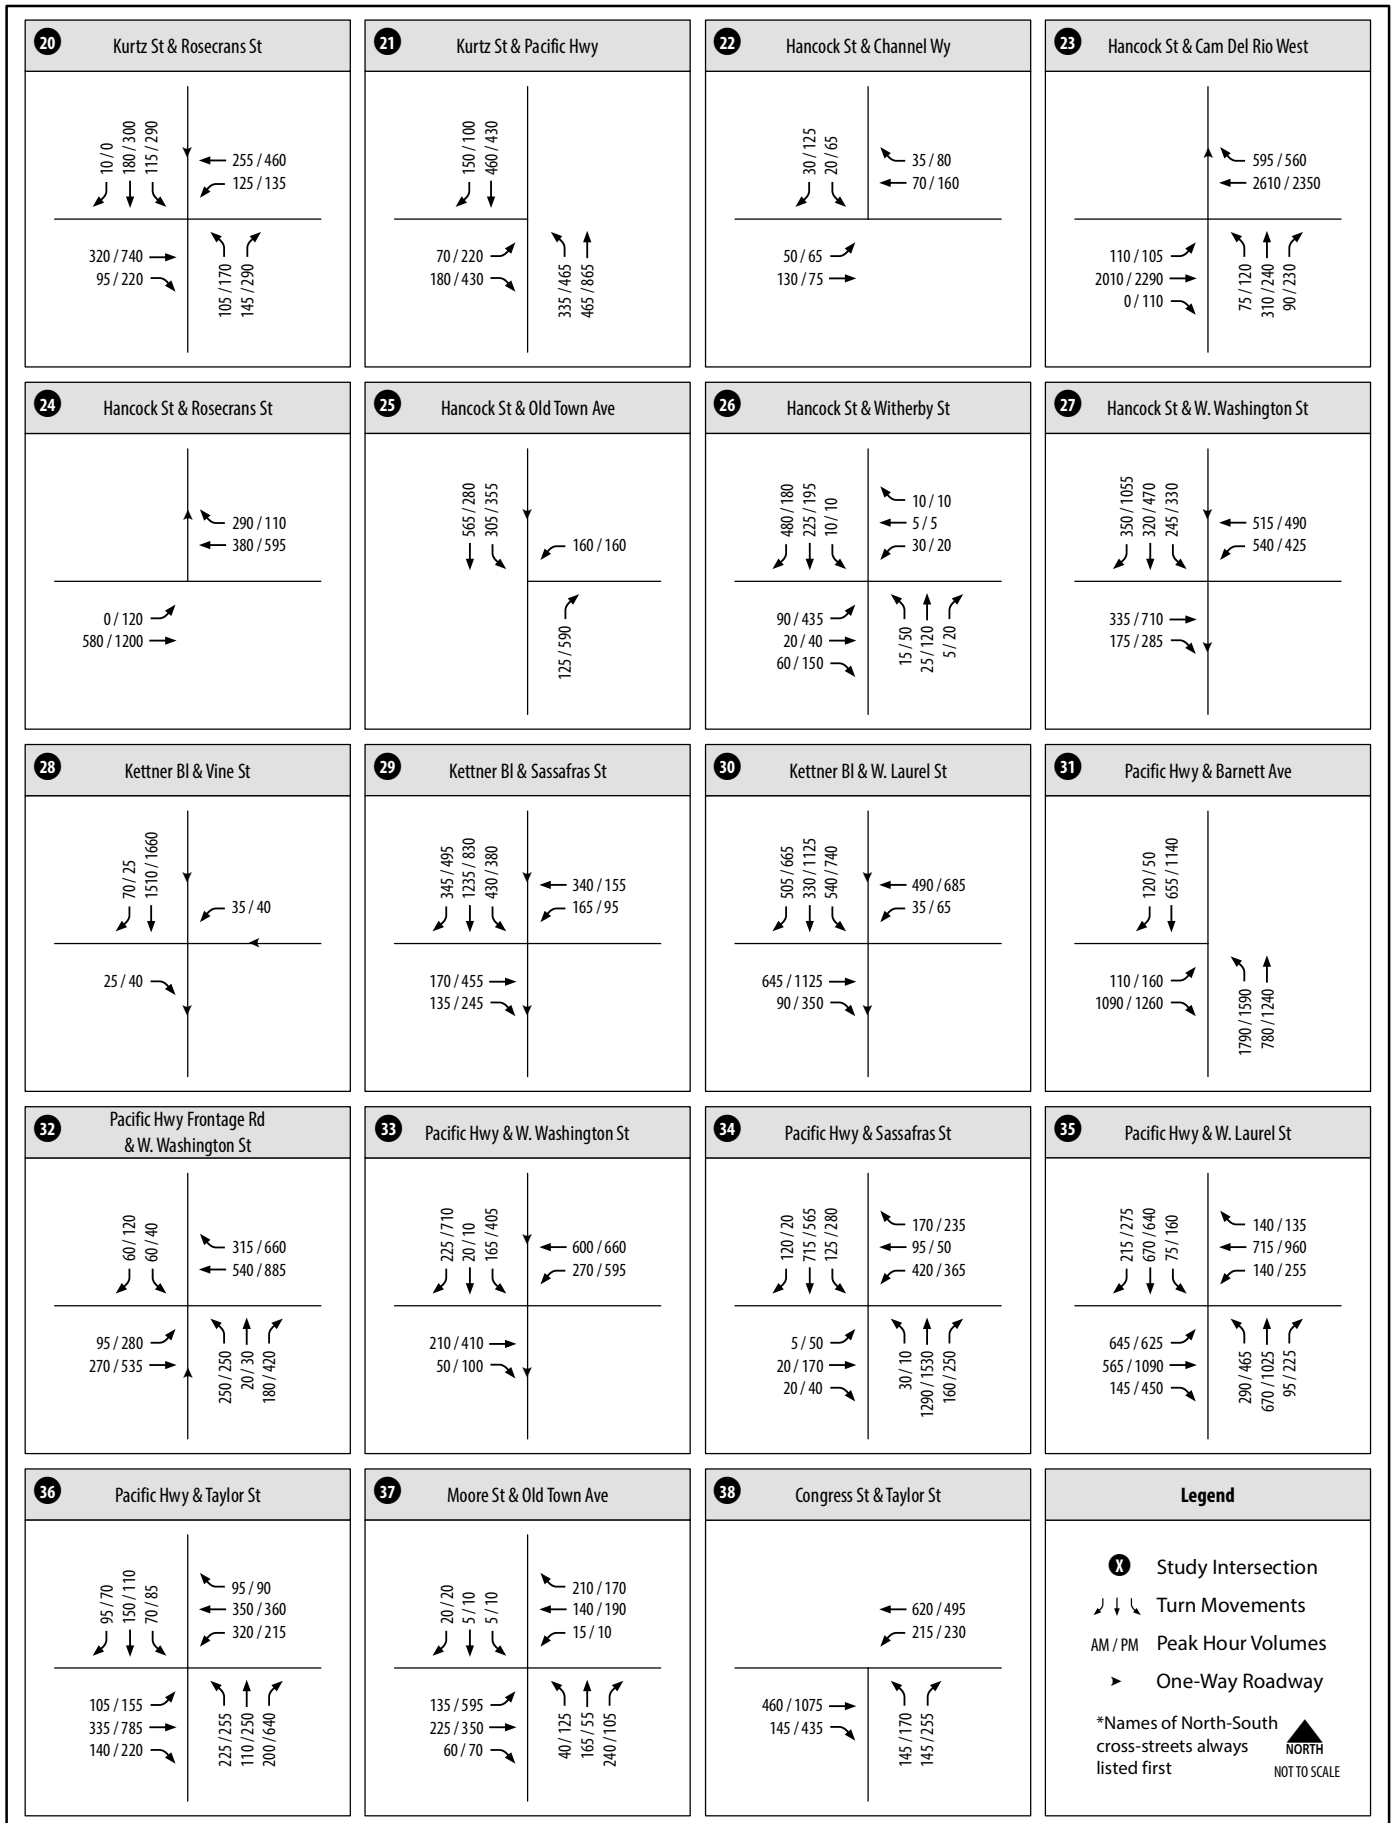 20
Kurtz St & Rosecrans St
10 / 0
180 / 300
115 / 290
255 / 460
125 / 135
320 / 740
95 / 220
105 / 170
145 / 290
21
Kurtz St & Pacific Hwy
150 / 100
460 / 430
70 / 220
180 / 430
335 / 465
465 / 865
22
Hancock St & Channel Wy
30 / 125
20 / 65
35 / 80
70 / 160
50 / 65
130 / 75
23
Hancock St & Cam Del Rio West
595 / 560
2610 / 2350
110 / 105
2010 / 2290
0 / 110
75 / 120
310 / 240
90 / 230
24
Hancock St & Rosecrans St
290 / 110
380 / 595
0 / 120
580 / 1200
25
Hancock St & Old Town Ave
565 / 280
305 / 355
160 / 160
125 / 590
26
Hancock St & Witherby St
480 / 180
225 / 195
10 / 10
10 / 10
5 / 5
30 / 20
90 / 435
20 / 40
60 / 150
15 / 50
25 / 120
5 / 20
27
Hancock St & W. Washington St
350 / 1055
320 / 470
245 / 330
515 / 490
540 / 425
335 / 710
175 / 285
28
Kettner Bl & Vine St
70 / 25
1510 / 1660
35 / 40
25 / 40
29
Kettner Bl & Sassafras St
345 / 495
1235 / 830
430 / 380
340 / 155
165 / 95
170 / 455
135 / 245
30
Kettner Bl & W. Laurel St
505 / 665
330 / 1125
540 / 740
490 / 685
35 / 65
645 / 1125
90 / 350
31
Pacific Hwy & Barnett Ave
120 / 50
655 / 1140
110 / 160
1090 / 1260
1790 / 1590
780 / 1240
32
Pacific Hwy Frontage Rd
& W. Washington St
60 / 120
60 / 40
315 / 660
540 / 885
95 / 280
270 / 535
250 / 250
20 / 30
180 / 420
33
Pacific Hwy & W. Washington St
225 / 710
20 / 10
165 / 405
600 / 660
270 / 595
210 / 410
50 / 100
34
Pacific Hwy & Sassafras St
120 / 20
715 / 565
125 / 280
170 / 235
95 / 50
420 / 365
5 / 50
20 / 170
20 / 40
30 / 10
1290 / 1530
160 / 250
35
Pacific Hwy & W. Laurel St
215 / 275
670 / 640
75 / 160
140 / 135
715 / 960
140 / 255
645 / 625
565 / 1090
145 / 450
290 / 465
670 / 1025
95 / 225
36
Pacific Hwy & Taylor St
95 / 70
150 / 110
70 / 85
95 / 90
350 / 360
320 / 215
105 / 155
335 / 785
140 / 220
225 / 255
110 / 250
200 / 640
37
Moore St & Old Town Ave
20 / 20
5 / 10
5 / 10
210 / 170
140 / 190
15 / 10
135 / 595
225 / 350
60 / 70
40 / 125
165 / 55
240 / 105
38
Congress St & Taylor St
620 / 495
215 / 230
460 / 1075
145 / 435
145 / 170
145 / 255
Legend
X Study Intersection
Turn Movements
AM / PM Peak Hour Volumes
One-Way Roadway
*Names of North-South
cross-streets always
listed first
NORTH
NOT TO SCALE